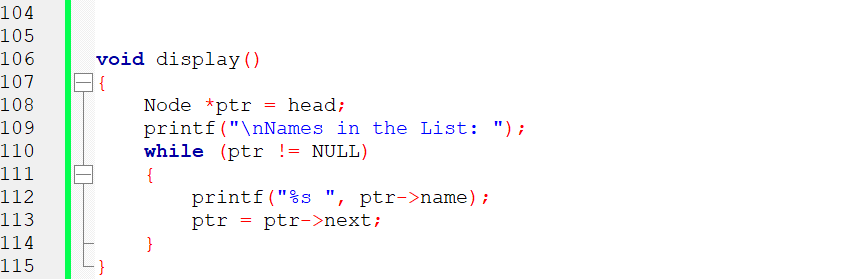 104
105
106 void display()
107 {
108 Node *ptr = head;
109 printf("\nNames in the List: ");
110 while (ptr != NULL)
111 {
112 printf("%s ", ptr->name);
113 ptr = ptr->next;
114 }
115 }